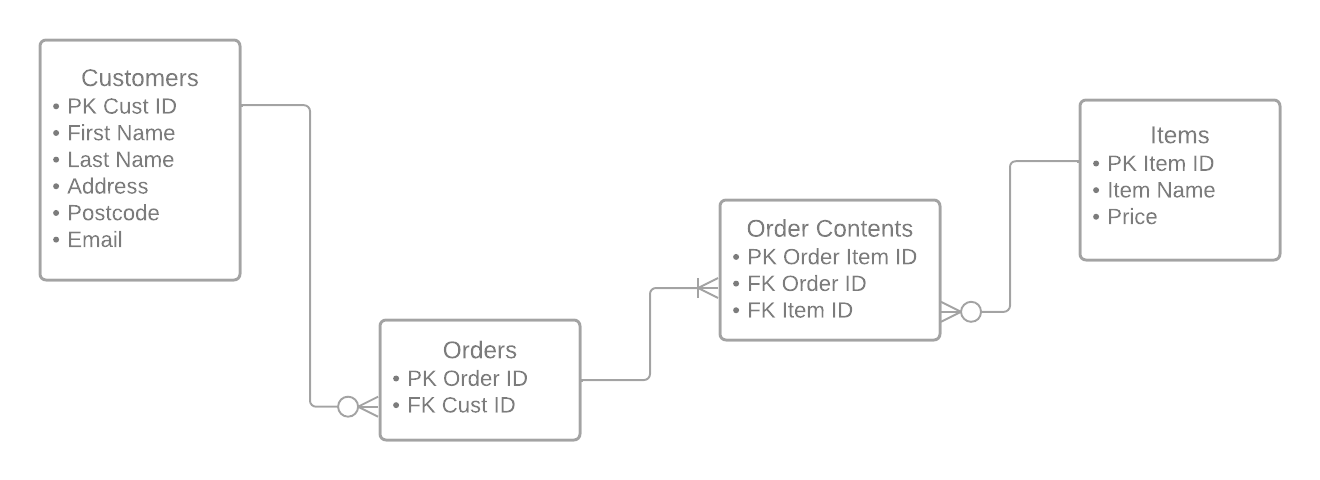 Customers
• PK Cust ID
• First Name
• Last Name
• Address
• Postcode
• Email
Orders
• PK Order ID
• FK Cust ID
Order Contents
• PK Order Item ID
• FK Order ID
• FK Item ID
Items
• PK Item ID
• Item Name
• Price